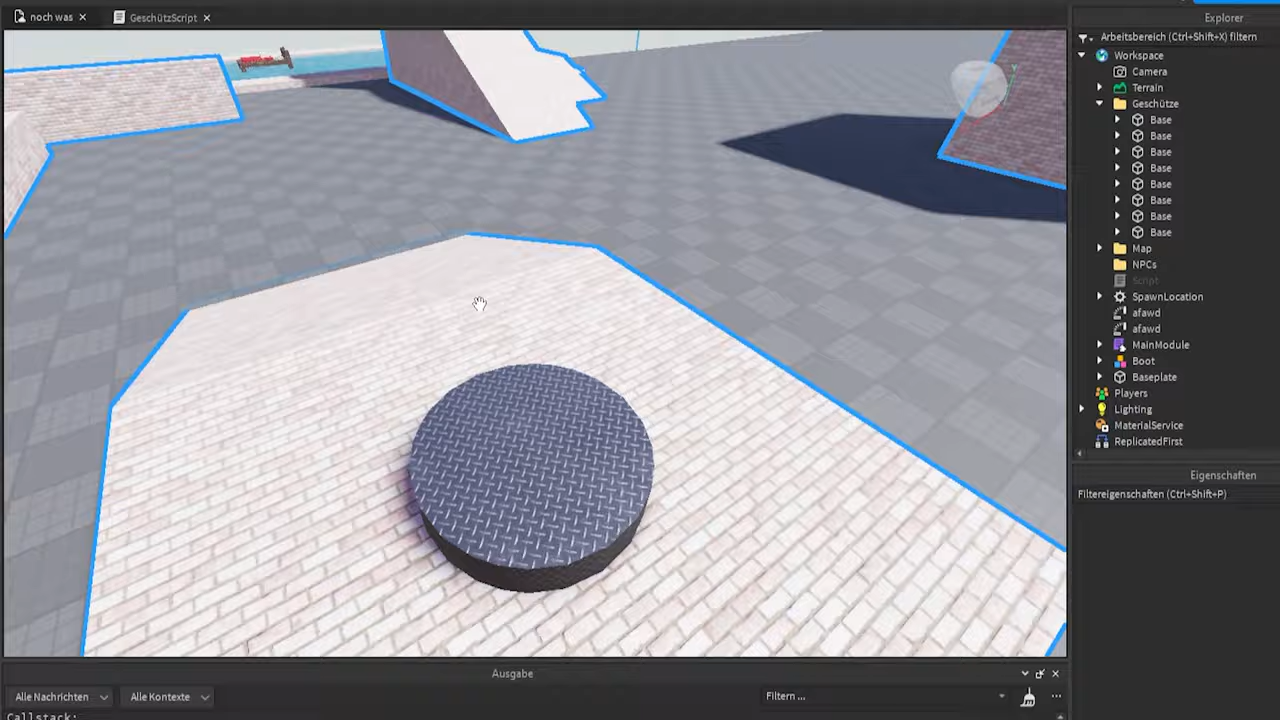 noch was
GeschützScript
Explorer
Arbeitsbereich (Ctrl+Shift+X) filtern
Workspace
Camera
Terrain
Geschütze
Base
Base
Base
Base
Base
Base
Base
Base
Map
NPCs
Script
SpawnLocation
afawd
afawd
MainModule
Boot
Baseplate
Players
Lighting
MaterialService
ReplicatedFirst
Eigenschaften
Filtereigenschaften (Ctrl+Shift+P)
Ausgabe
Alle Nachrichten
Alle Kontexte
Filtern ...
Callstack: